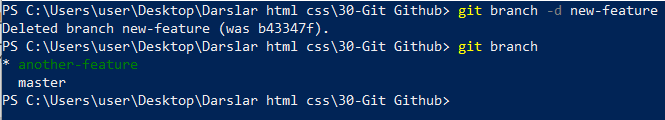 PS C:\Users\user\Desktop\Darslar html css\30-Git Github> git branch -d new-feature
Deleted branch new-feature (was b43347f).
PS C:\Users\user\Desktop\Darslar html css\30-Git Github> git branch
* another-feature
  master
PS C:\Users\user\Desktop\Darslar html css\30-Git Github>